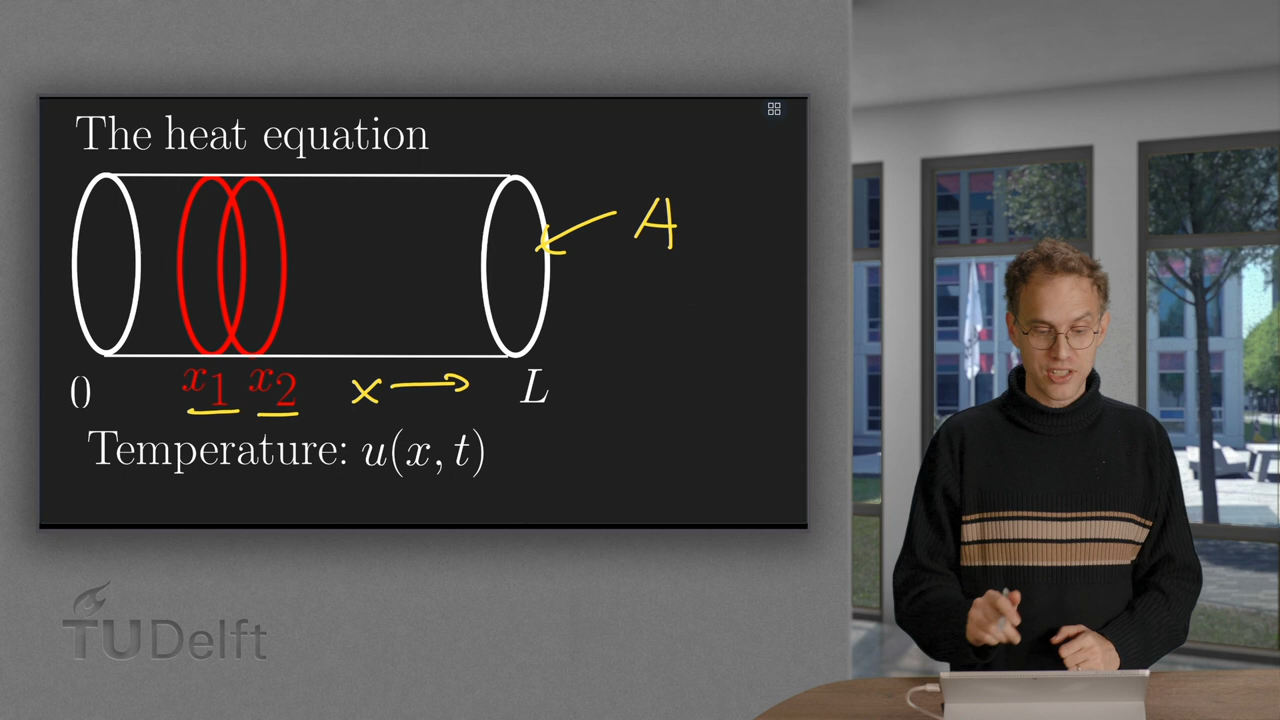 The heat equation
A
0 x1 x2 x L
Temperature: u(x, t)
TUDelft